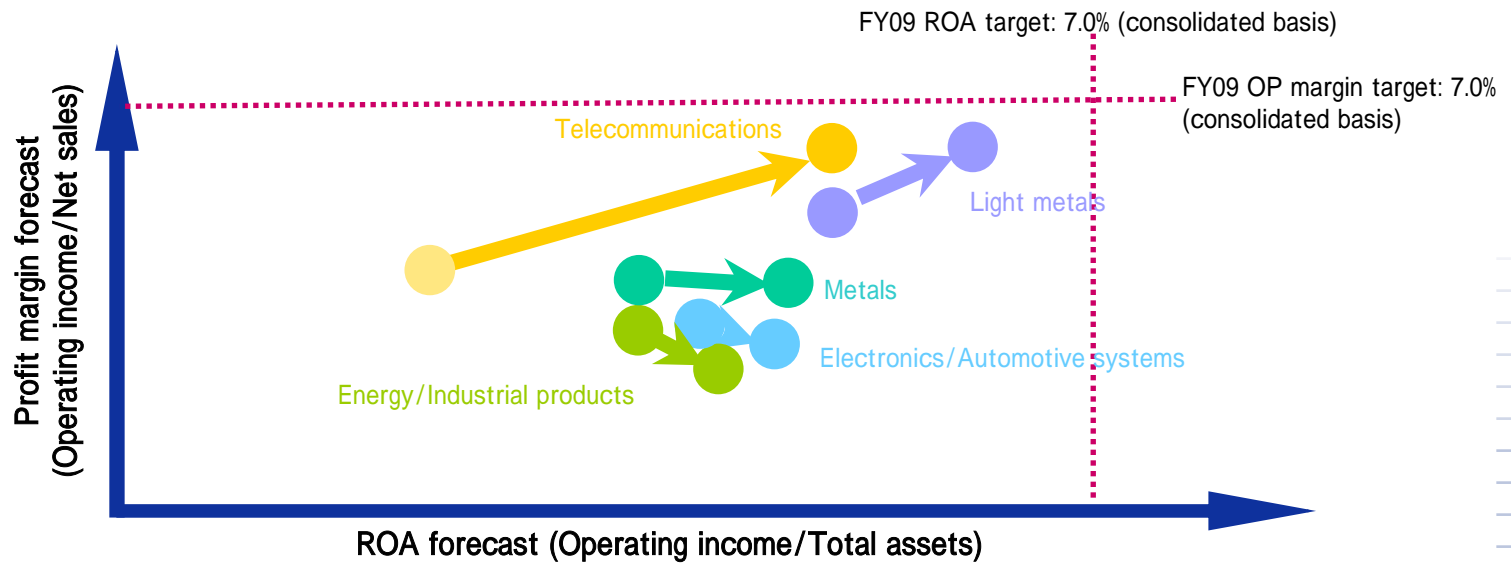 FY09 ROA target: 7.0% (consolidated basis)
FY09 OP margin target: 7.0%
(consolidated basis)
Telecommunications
Light metals
Metals
Electronics/Automotive systems
Energy/Industrial products
Profit margin forecast
(Operating income/Net sales)
ROA forecast (Operating income/Total assets)